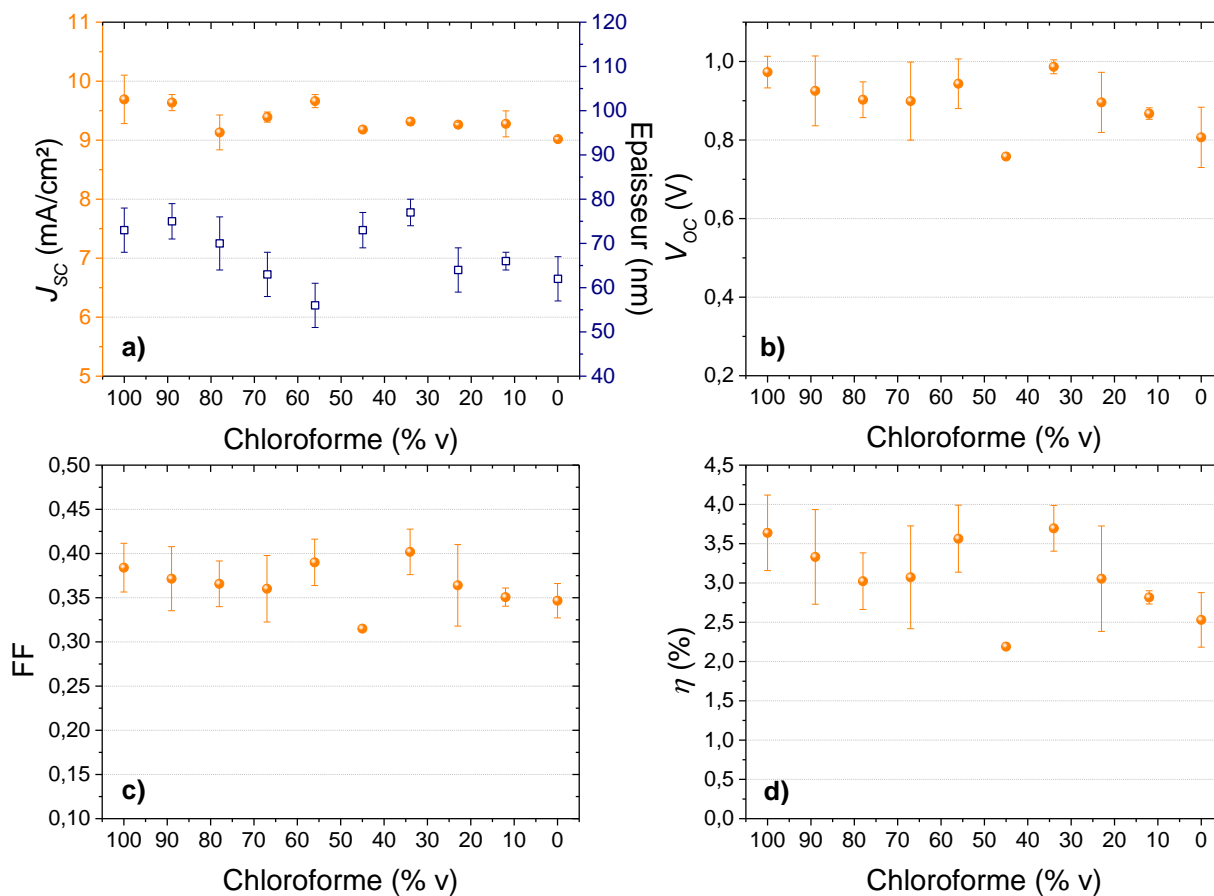 11
10
9
8
7
6
5
J_SC (mA/cm²)
120
110
100
90
80
70
60
50
40
Epaisseur (nm)
a)
100 90 80 70 60 50 40 30 20 10 0
Chloroforme (% v)
1,0
0,8
0,6
0,4
0,2
V_OC (V)
b)
100 90 80 70 60 50 40 30 20 10 0
Chloroforme (% v)
0,50
0,45
0,40
0,35
0,30
0,25
0,20
0,15
0,10
FF
c)
100 90 80 70 60 50 40 30 20 10 0
Chloroforme (% v)
4,5
4,0
3,5
3,0
2,5
2,0
1,5
1,0
0,5
0,0
η (%)
d)
100 90 80 70 60 50 40 30 20 10 0
Chloroforme (% v)